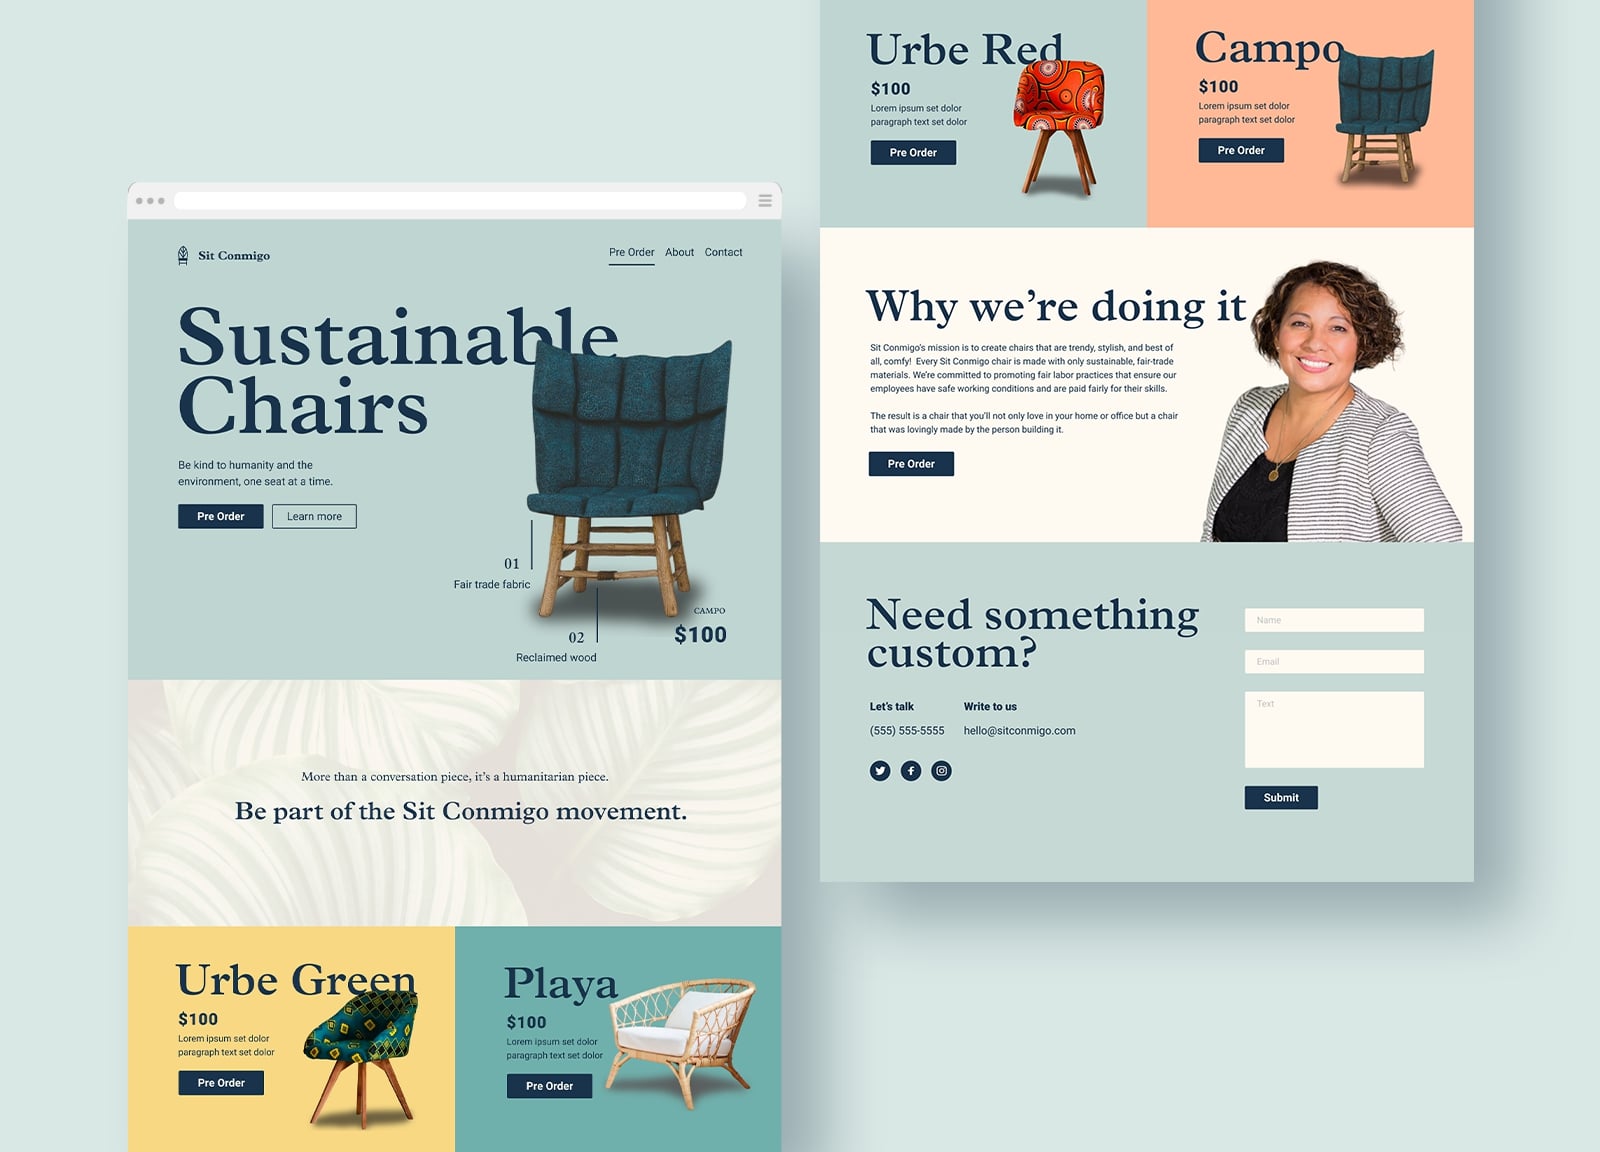 Sit Conmigo
Pre Order About Contact
Sustainable
Chairs
Be kind to humanity and the
environment, one seat at a time.
Pre Order
Learn more
01
Fair trade fabric
02
Reclaimed wood
CAMPO
$100
More than a conversation piece, it's a humanitarian piece.
Be part of the Sit Conmigo movement.
Urbe Green
$100
Lorem ipsum set dolor
paragraph text set dolor
Pre Order
Playa
$100
Lorem ipsum set dolor
paragraph text set dolor
Pre Order
Urbe Red
$100
Lorem ipsum set dolor
paragraph text set dolor
Pre Order
Campo
$100
Lorem ipsum set dolor
paragraph text set dolor
Pre Order
Why we're doing it
Sit Conmigo's mission is to create chairs that are trendy, stylish, and best of
all, comfy! Every Sit Conmigo chair is made with only sustainable, fair-trade
materials. We're committed to promoting fair labor practices that ensure our
employees have safe working conditions and are paid fairly for their skills.
The result is a chair that you'll not only love in your home or office but a chair
that was lovingly made by the person building it.
Pre Order
Need something
custom?
Let's talk
(555) 555-5555
Write to us
hello@sitconmigo.com
Name
Email
Text
Submit